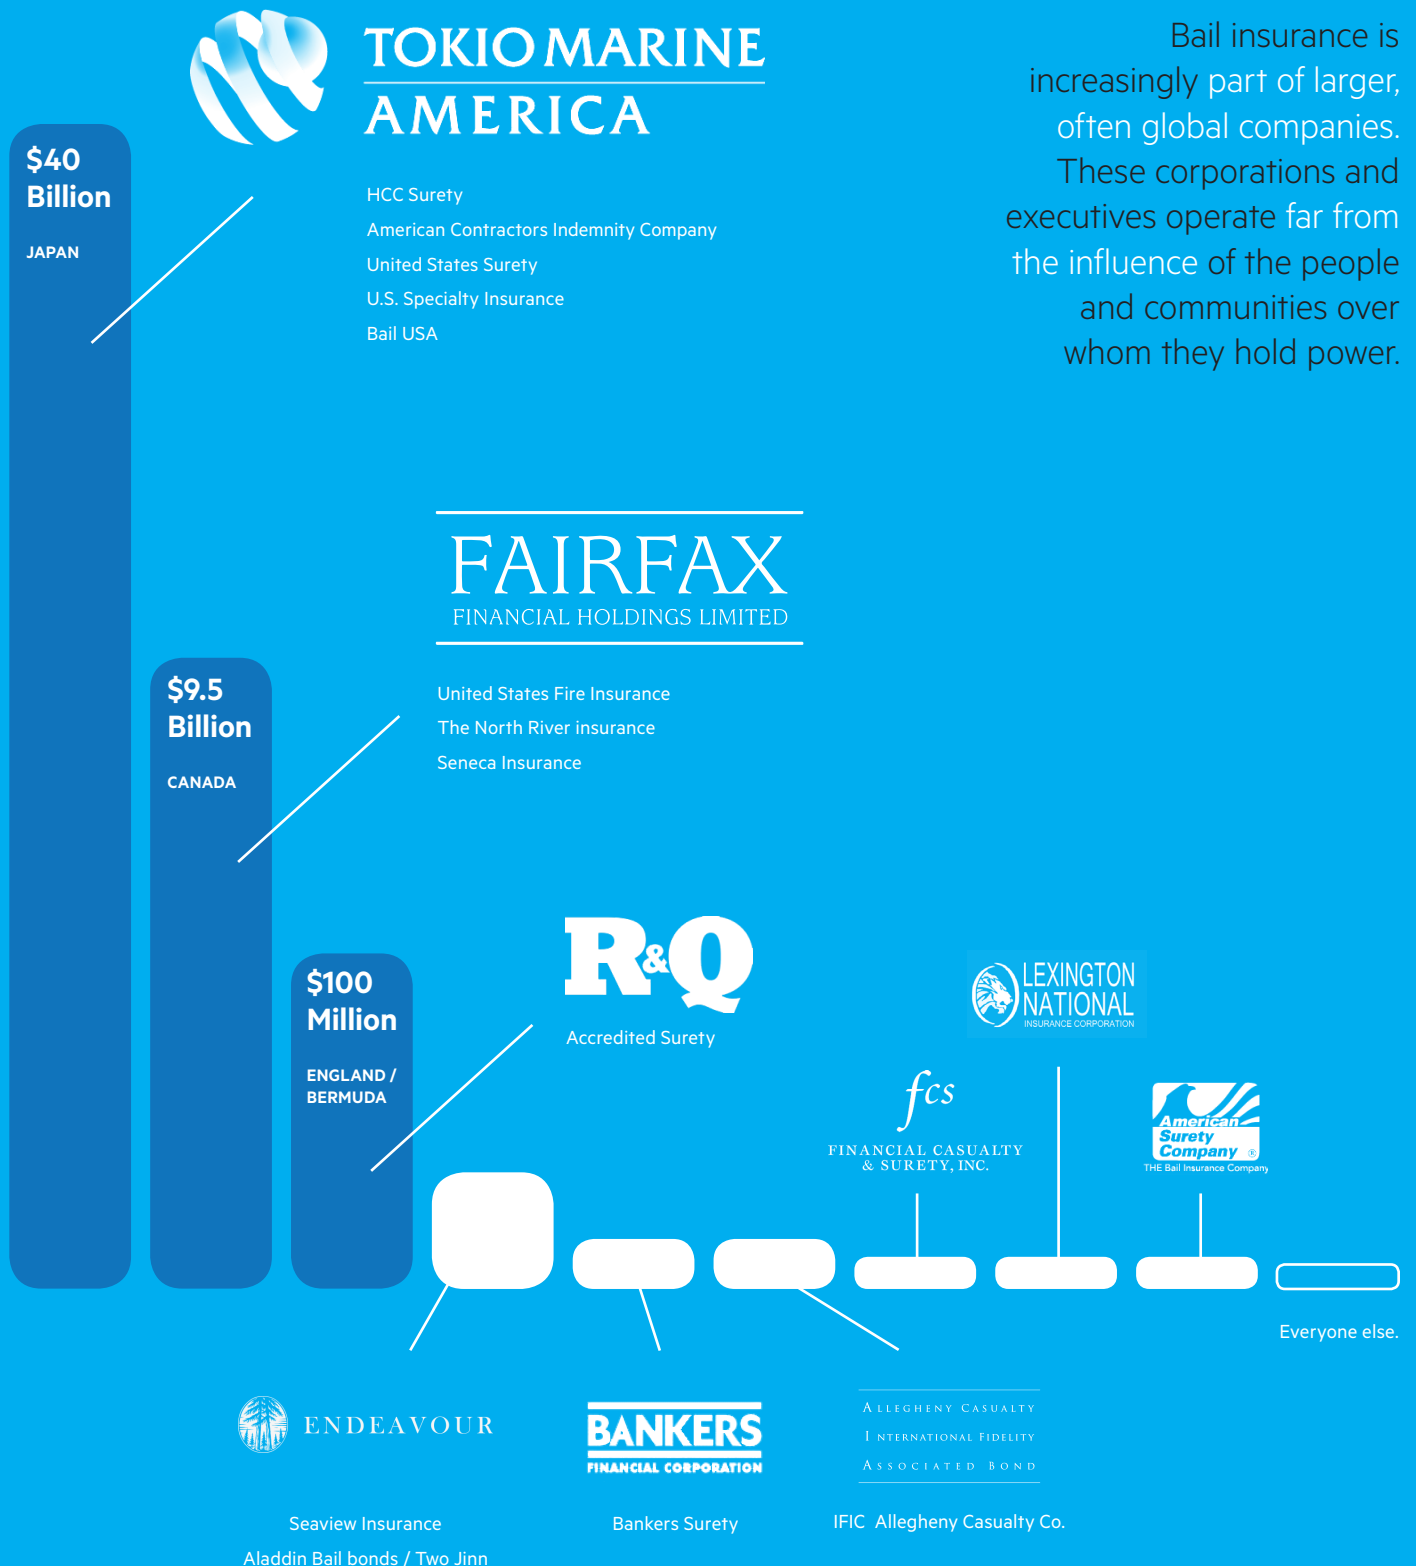 TOKIO MARINE
AMERICA
Bail insurance is
increasingly part of larger,
often global companies.
These corporations and
executives operate far from
the influence of the people
and communities over
whom they hold power.
$40
Billion
JAPAN
HCC Surety
American Contractors Indemnity Company
United States Surety
U.S. Specialty Insurance
Bail USA
FAIRFAX
FINANCIAL HOLDINGS LIMITED
$9.5
Billion
CANADA
United States Fire Insurance
The North River insurance
Seneca Insurance
$100
Million
ENGLAND /
BERMUDA
R&Q
Accredited Surety
LEXINGTON
NATIONAL
INSURANCE CORPORATION
fcs
FINANCIAL CASUALTY
& SURETY, INC.
American
Surety
Company ®
THE Bail Insurance Company
Everyone else.
ENDEAVOUR
Seaview Insurance
Aladdin Bail bonds / Two Jinn
BANKERS
FINANCIAL CORPORATION
Bankers Surety
ALLEGHENY CASUALTY
INTERNATIONAL FIDELITY
ASSOCIATED BOND
IFIC Allegheny Casualty Co.